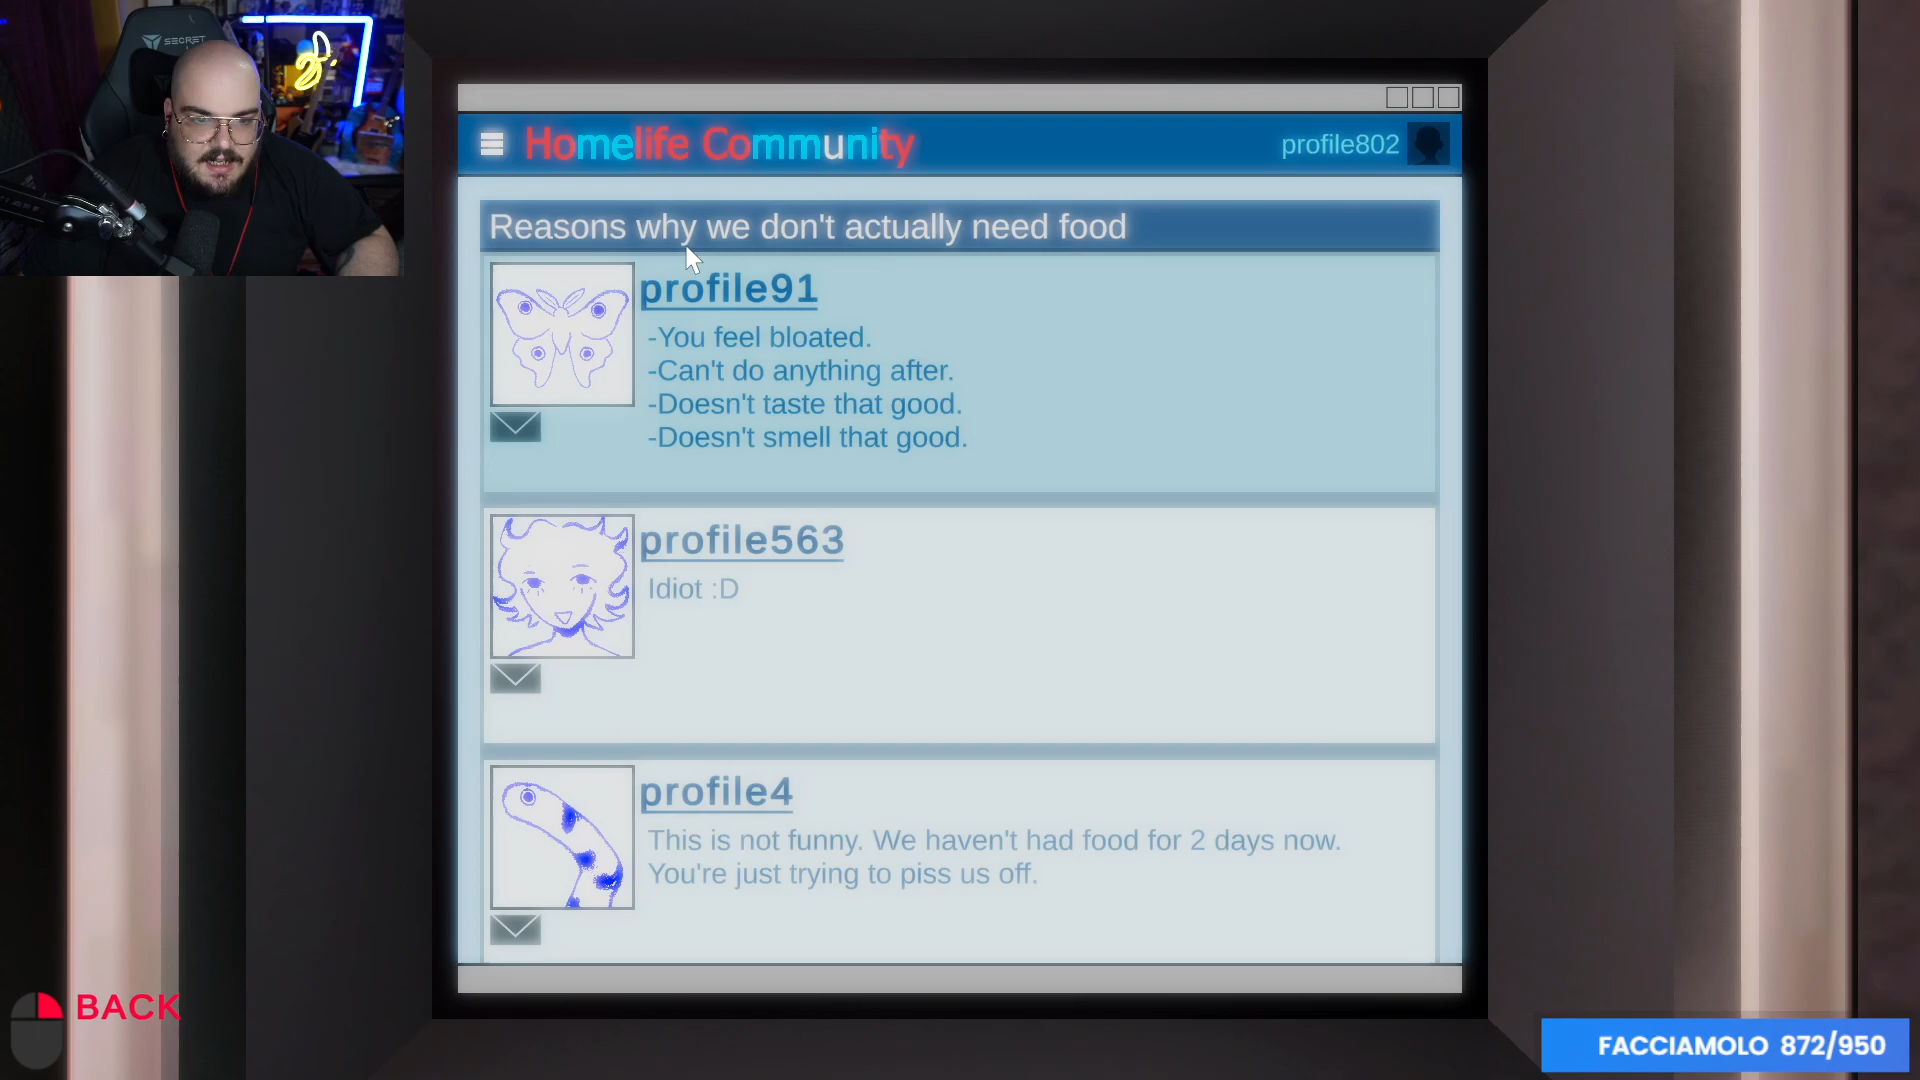 SECRET
Homelife Community
profile802
Reasons why we don't actually need food
profile91
-You feel bloated.
-Can't do anything after.
-Doesn't taste that good.
-Doesn't smell that good.
profile563
Idiot :D
profile4
This is not funny. We haven't had food for 2 days now.
You're just trying to piss us off.
BACK
FACCIAMOLO 872/950